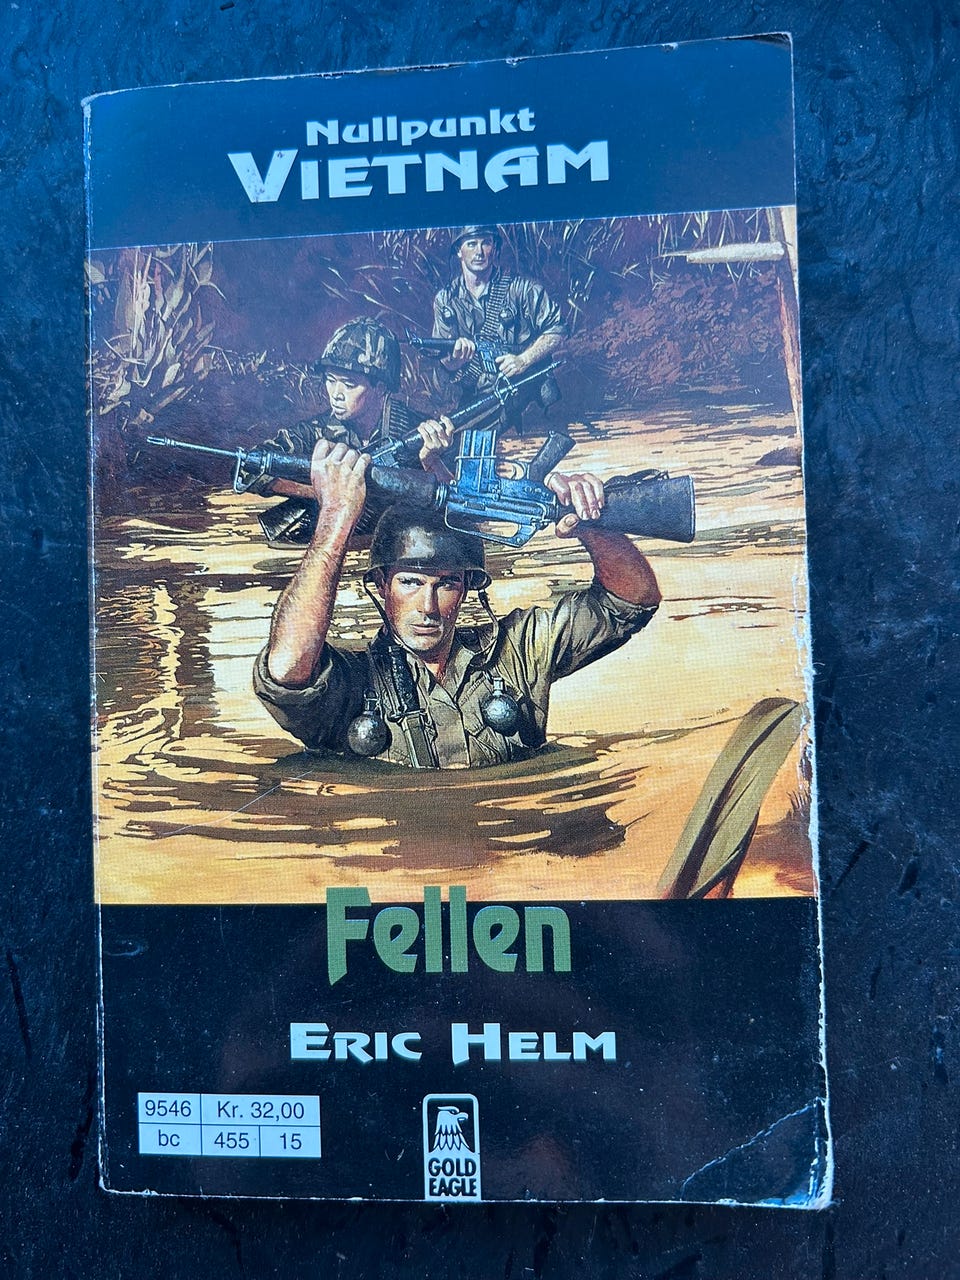 Nullpunkt
VIETNAM
Fellen
ERIC HELM
9546 Kr. 32,00
bc 455 15
GOLD
EAGLE